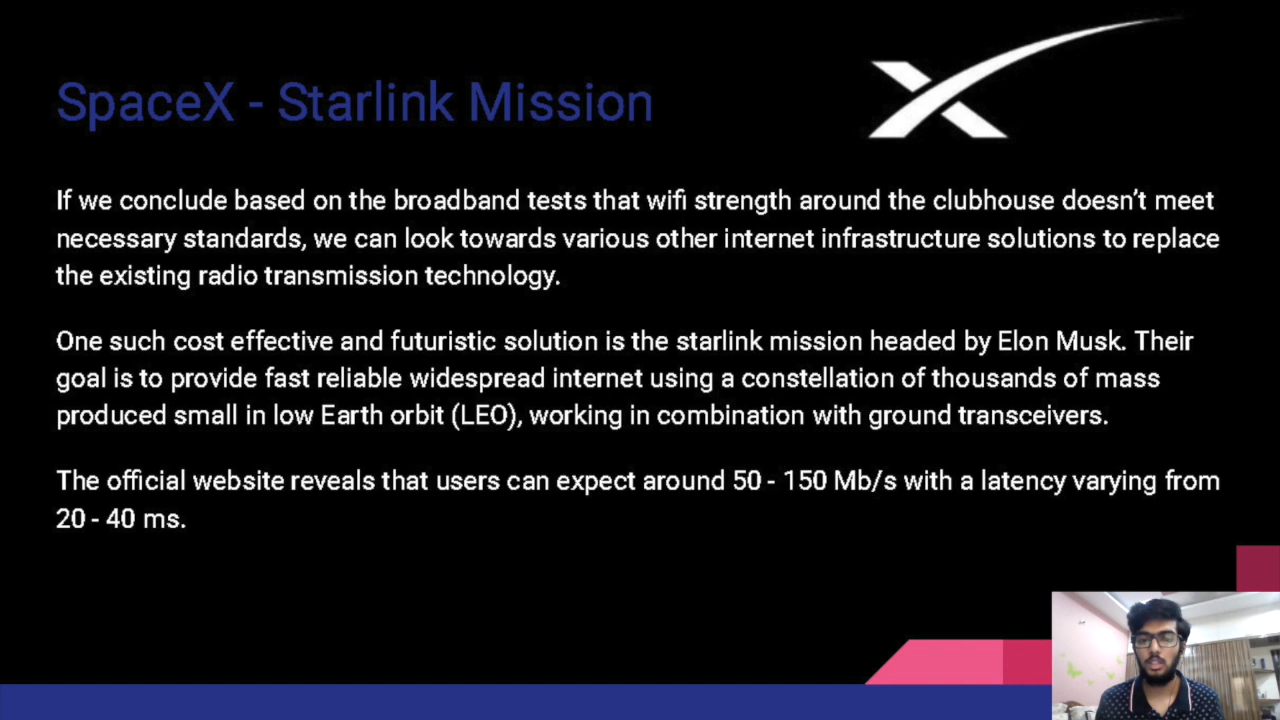 SpaceX - Starlink Mission
If we conclude based on the broadband tests that wifi strength around the clubhouse doesn’t meet
necessary standards, we can look towards various other internet infrastructure solutions to replace
the existing radio transmission technology.
One such cost effective and futuristic solution is the starlink mission headed by Elon Musk. Their
goal is to provide fast reliable widespread internet using a constellation of thousands of mass
produced small in low Earth orbit (LEO), working in combination with ground transceivers.
The official website reveals that users can expect around 50 - 150 Mb/s with a latency varying from
20 - 40 ms.